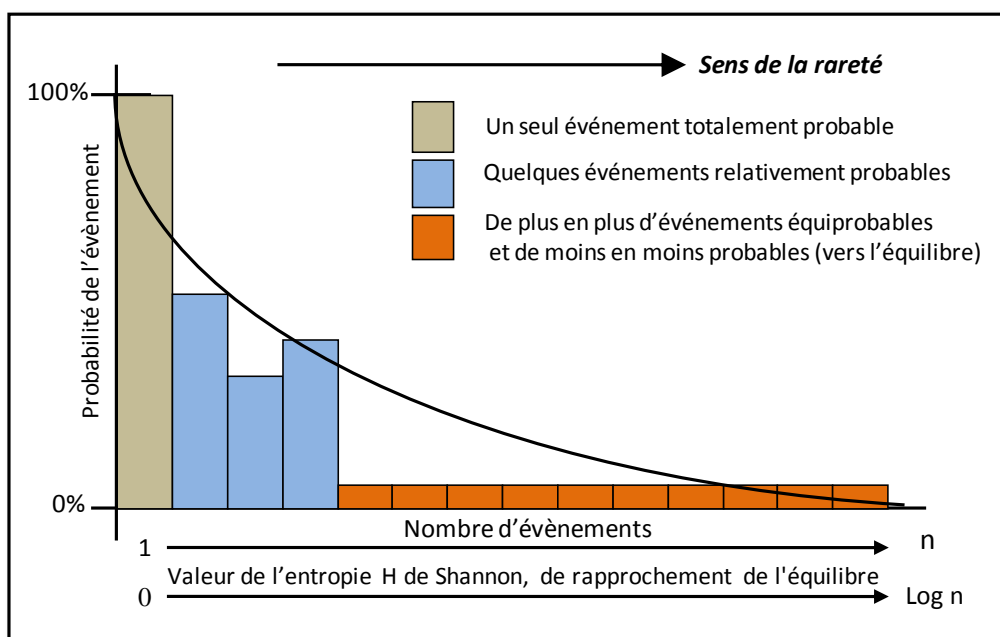 Sens de la rareté
100%
Un seul événement totalement probable
Quelques événements relativement probables
De plus en plus d’événements équiprobables
et de moins en moins probables (vers l’équilibre)
Probabilité de l’évènement
0%
Nombre d’évènements
1
n
Valeur de l’entropie H de Shannon, de rapprochement de l'équilibre
0
Log n